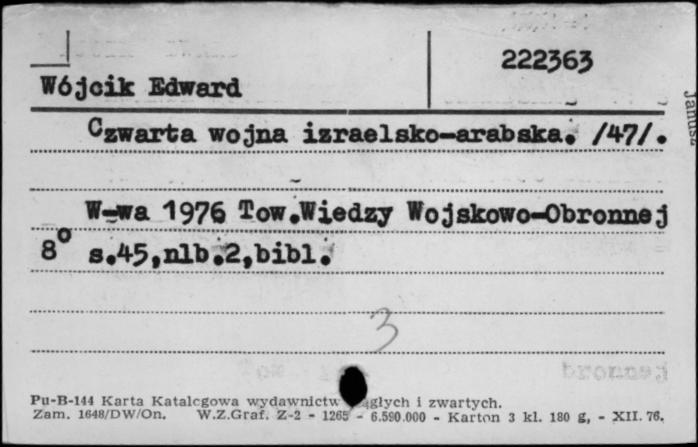 222363
Wójcik Edward
Czwarta wojna izraelsko-arabska. /47/.
W-wa 1976 Tow.Wiedzy Wojskowo-Obronnej
8° s.45,nlb.2,bibl.
3
Pu-B-144 Karta Katalogowa wydawnictw głych i zwartych.
Zam. 1648/DW/On. W.Z.Graf. Z-2 - 1265 - 6.590.000 - Karton 3 kl. 180 g, - XII. 76.
Janusz